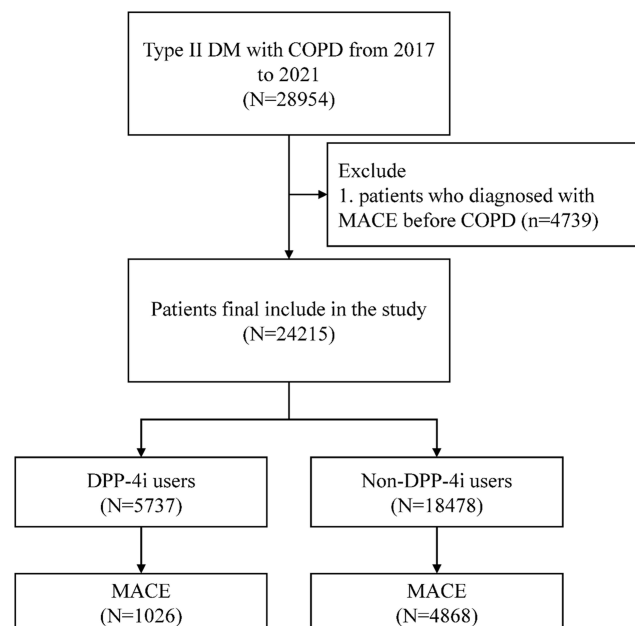 Type II DM with COPD from 2017
to 2021
(N=28954)
Exclude
1. patients who diagnosed with
MACE before COPD (n=4739)
Patients final include in the study
(N=24215)
DPP-4i users
(N=5737)
Non-DPP-4i users
(N=18478)
MACE
(N=1026)
MACE
(N=4868)